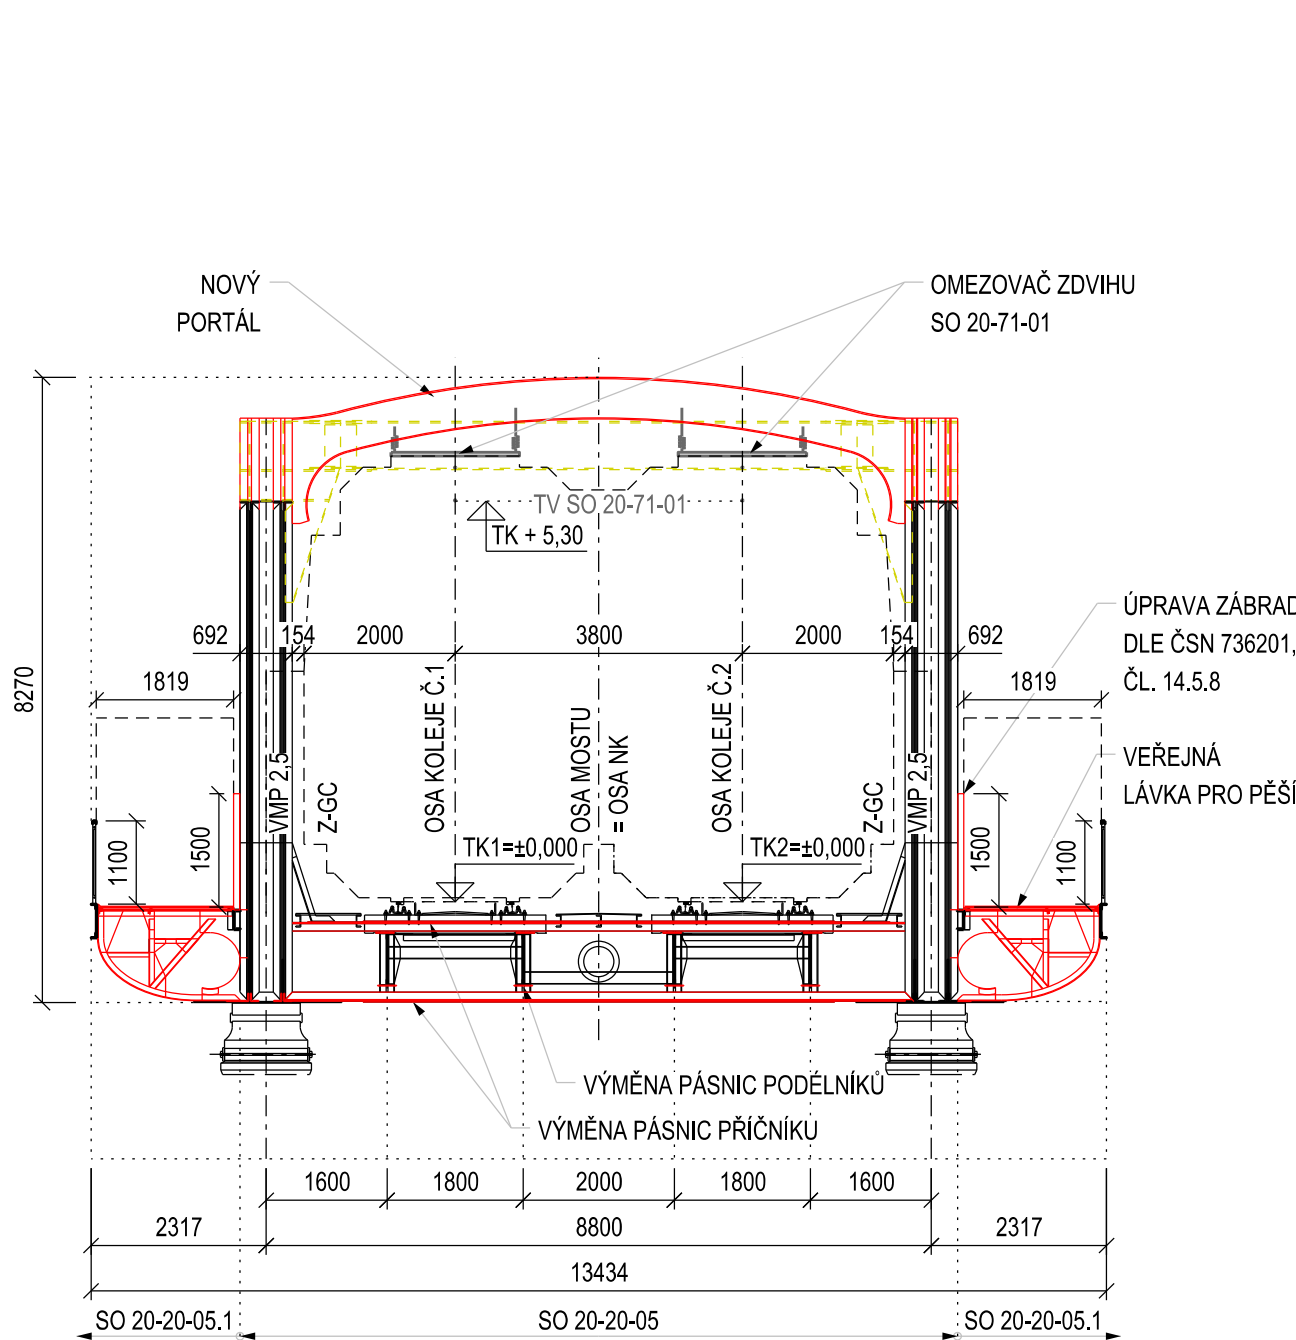 NOVÝ
PORTÁL
OMEZOVAČ ZDVIHU
SO 20-71-01
TV SO 20-71-01
TK + 5,30
ÚPRAVA ZÁBRAD
DLE ČSN 736201,
ČL. 14.5.8
692
154
2000
3800
2000
154
692
8270
1819
1819
OSA KOLEJE Č.1
OSA MOSTU
= OSA NK
OSA KOLEJE Č.2
VEŘEJNÁ
LÁVKA PRO PĚŠÍ
VMP 2,5
Z-GC
Z-GC
VMP 2,5
1100
1500
TK1=±0,000
TK2=±0,000
1500
1100
VÝMĚNA PÁSNIC PODÉLNÍKŮ
VÝMĚNA PÁSNIC PŘÍČNÍKU
1600
1800
2000
1800
1600
2317
8800
2317
13434
SO 20-20-05.1
SO 20-20-05
SO 20-20-05.1